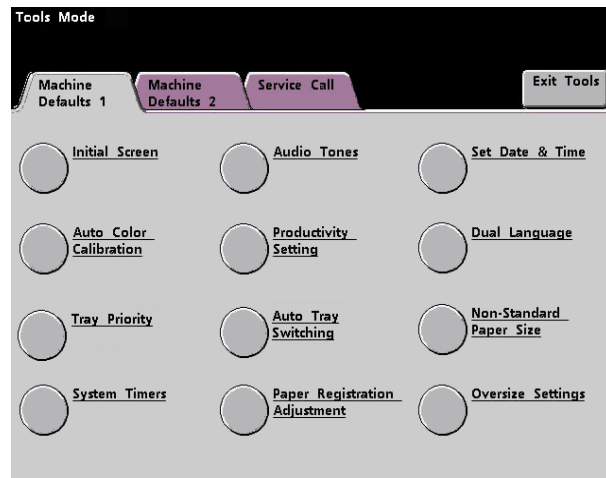 Tools Mode
Machine
Defaults 1
Machine
Defaults 2
Service Call
Exit Tools
Initial Screen
Audio Tones
Set Date & Time
Auto Color
Calibration
Productivity
Setting
Dual Language
Tray Priority
Auto Tray
Switching
Non-Standard
Paper Size
System Timers
Paper Registration
Adjustment
Oversize Settings